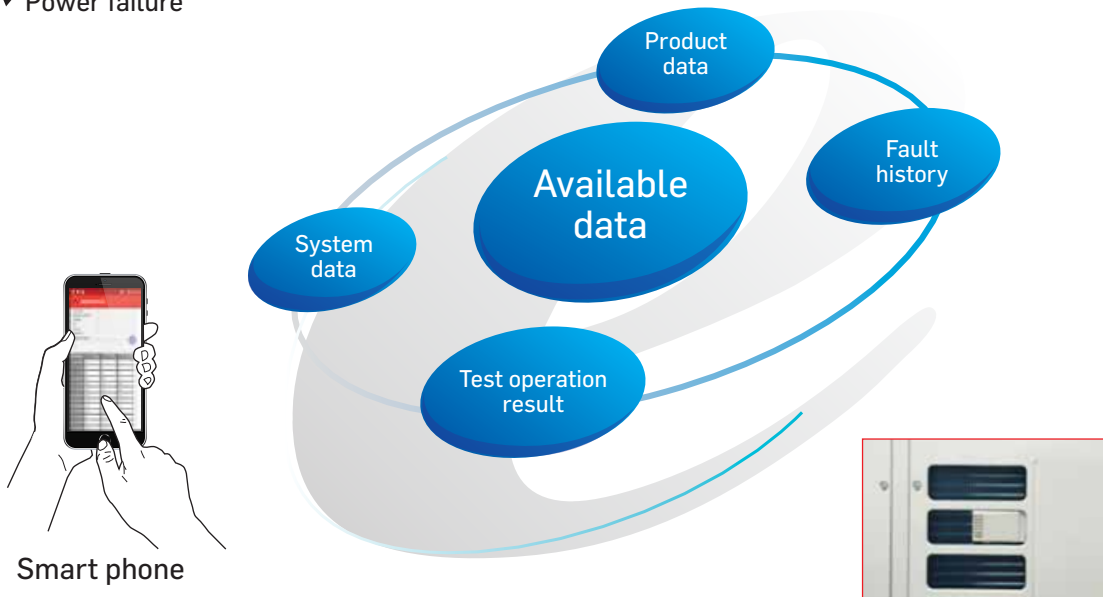 Power failure
Product
data
Fault
history
Available
data
System
data
Test operation
result
Smart phone